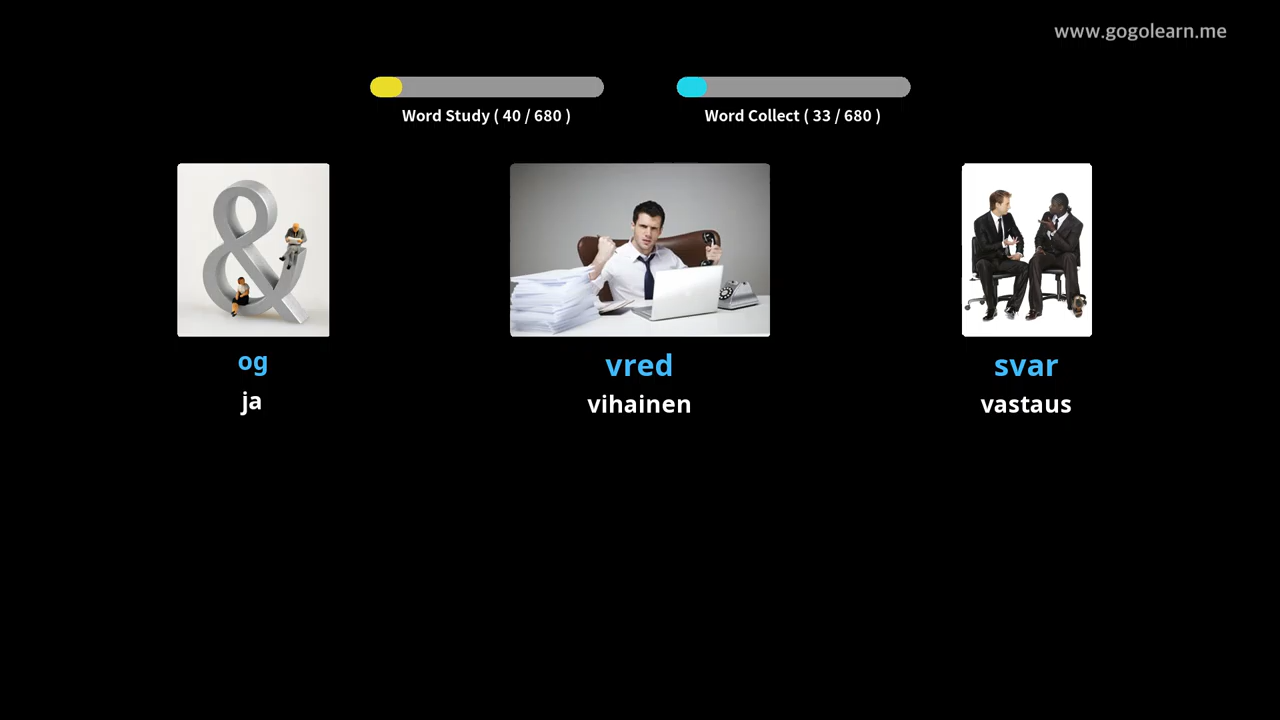 www.gogolearn.me
Word Study ( 40 / 680 )
Word Collect ( 33 / 680 )
&
og
vred
svar
ja
vihainen
vastaus